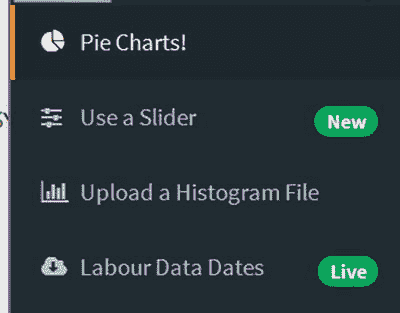 Pie Charts!
Use a Slider New
Upload a Histogram File
Labour Data Dates Live